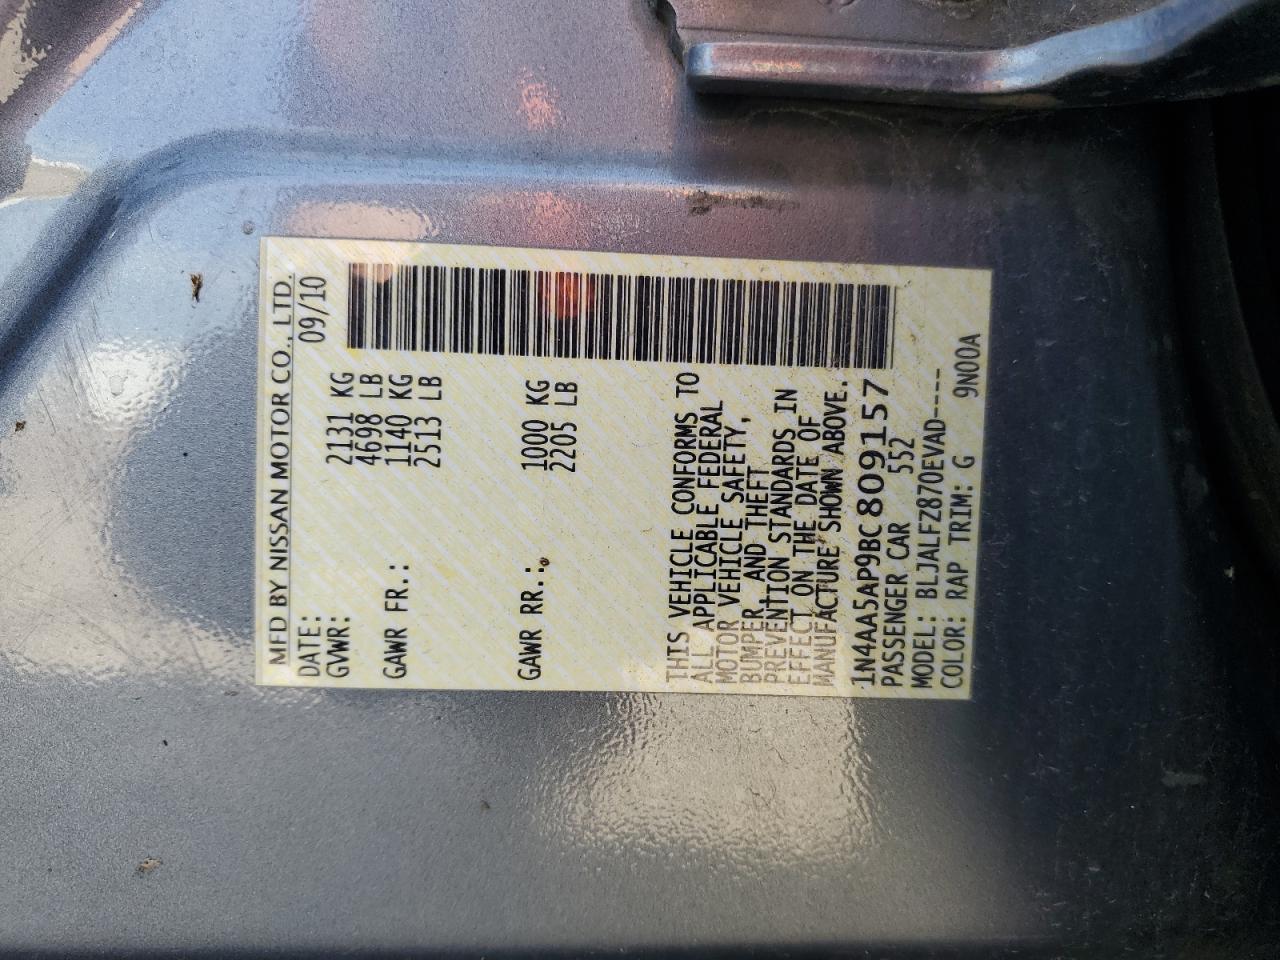 MFD BY NISSAN MOTOR CO., LTD.
DATE: 09/10
GVWR: 2131 KG
4698 LB
GAWR FR.: 1140 KG
2513 LB
GAWR RR.: 1000 KG
2205 LB
THIS VEHICLE CONFORMS TO
ALL APPLICABLE FEDERAL
MOTOR VEHICLE SAFETY,
BUMPER AND THEFT
PREVENTION STANDARDS IN
EFFECT ON THE DATE OF
MANUFACTURE SHOWN ABOVE.
1N4AA5AP9BC809157
PASSENGER CAR 552
MODEL: BLJALFZ870EVAD-----
COLOR: RAP TRIM: G 9N00A